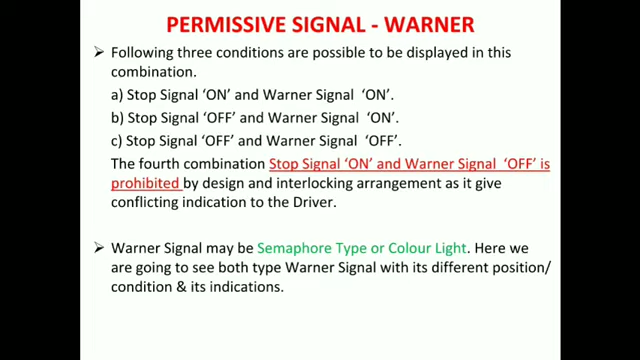 PERMISSIVE SIGNAL - WARNER
➢ Following three conditions are possible to be displayed in this
combination.
a) Stop Signal ‘ON’ and Warner Signal ‘ON’.
b) Stop Signal ‘OFF’ and Warner Signal ‘ON’.
c) Stop Signal ‘OFF’ and Warner Signal ‘OFF’.
The fourth combination Stop Signal ‘ON’ and Warner Signal ‘OFF’ is
prohibited by design and interlocking arrangement as it give
conflicting indication to the Driver.
➢ Warner Signal may be Semaphore Type or Colour Light. Here we
are going to see both type Warner Signal with its different position/
condition & its indications.